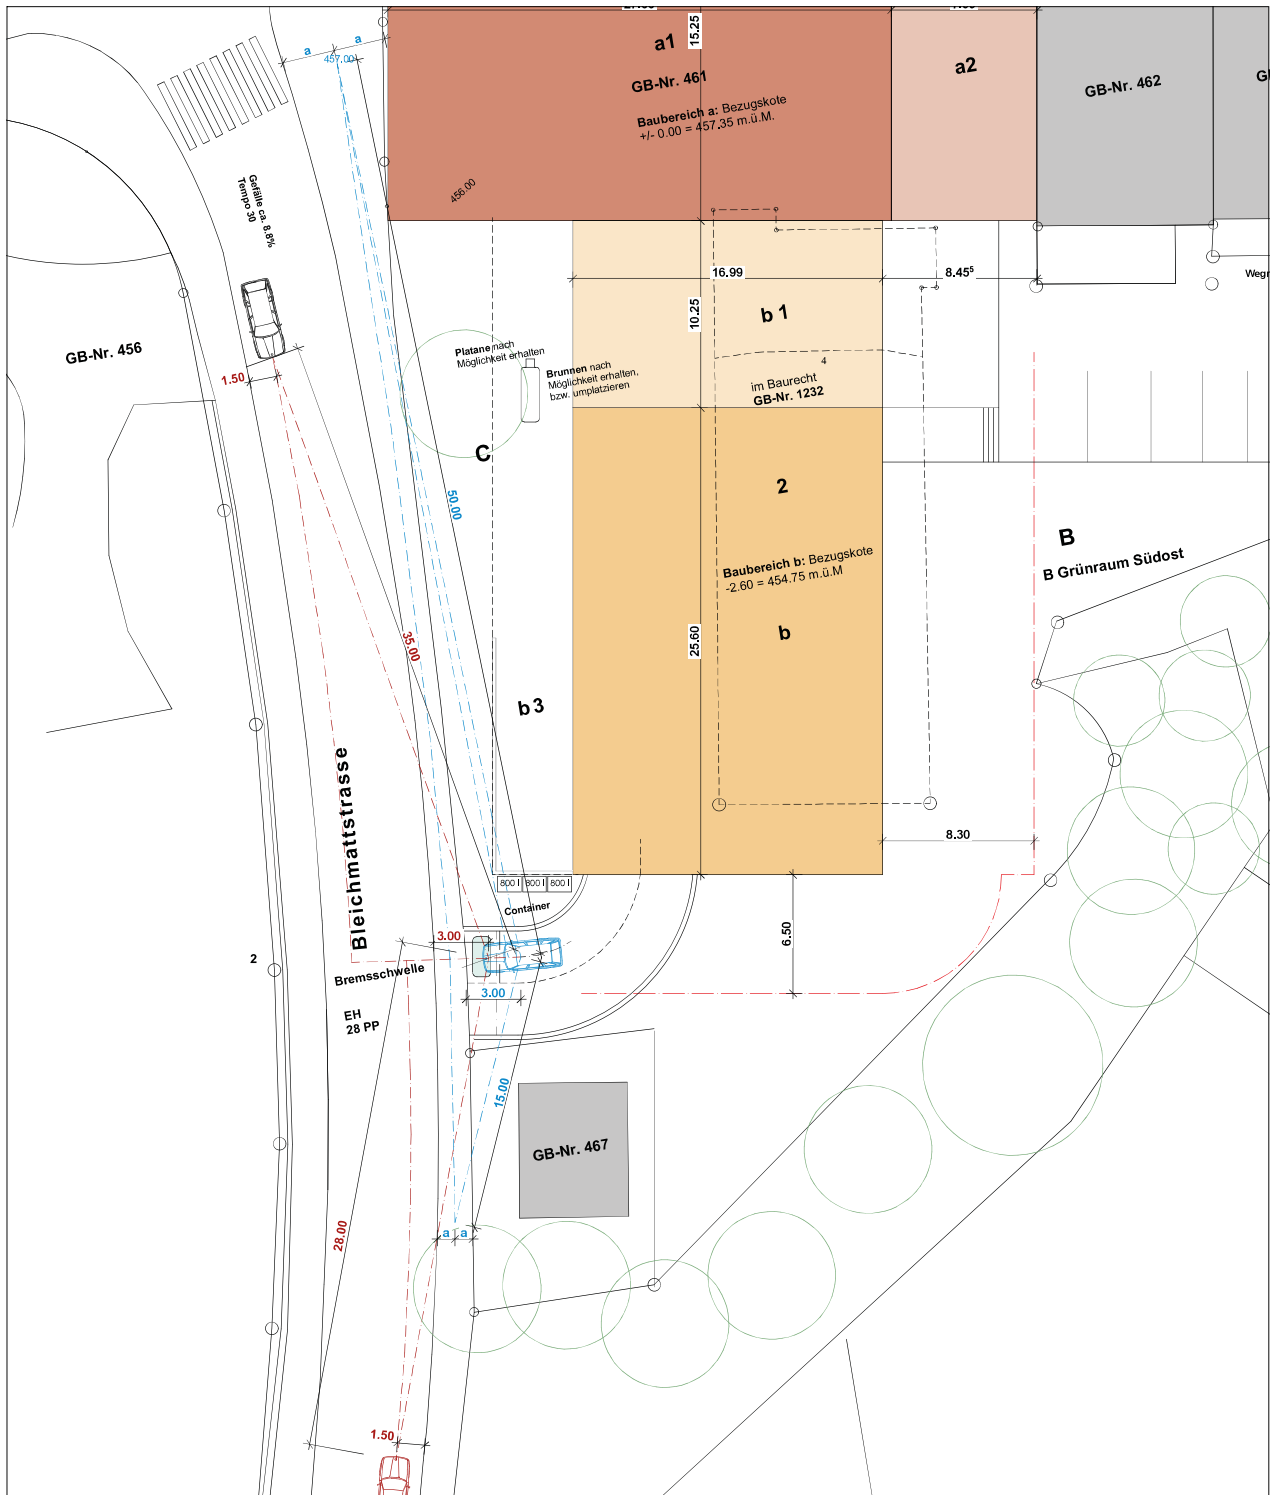 15.25
a1
a2
a
a
457.00
GB-Nr. 461
GB-Nr. 462
Baubereich a: Bezugskote
+/- 0.00 = 457.35 m.ü.M.
456.00
Gefälle ca. 8.8%
Tempo 30
16.99
8.45⁵
Wegr
10.25
b 1
GB-Nr. 456
Platane nach
Möglichkeit erhalten
Brunnen nach
Möglichkeit erhalten,
bzw. umplatzieren
4
im Baurecht
GB-Nr. 1232
1.50
C
2
50.00
B
B Grünraum Südost
Baubereich b: Bezugskote
-2.60 = 454.75 m.ü.M
35.00
25.60
b
b 3
Bleichmattstrasse
8.30
800 l
800 l
800 l
Container
6.50
3.00
2
Bremsschwelle
3.00
EH
28 PP
15.00
GB-Nr. 467
28.00
a
a
1.50